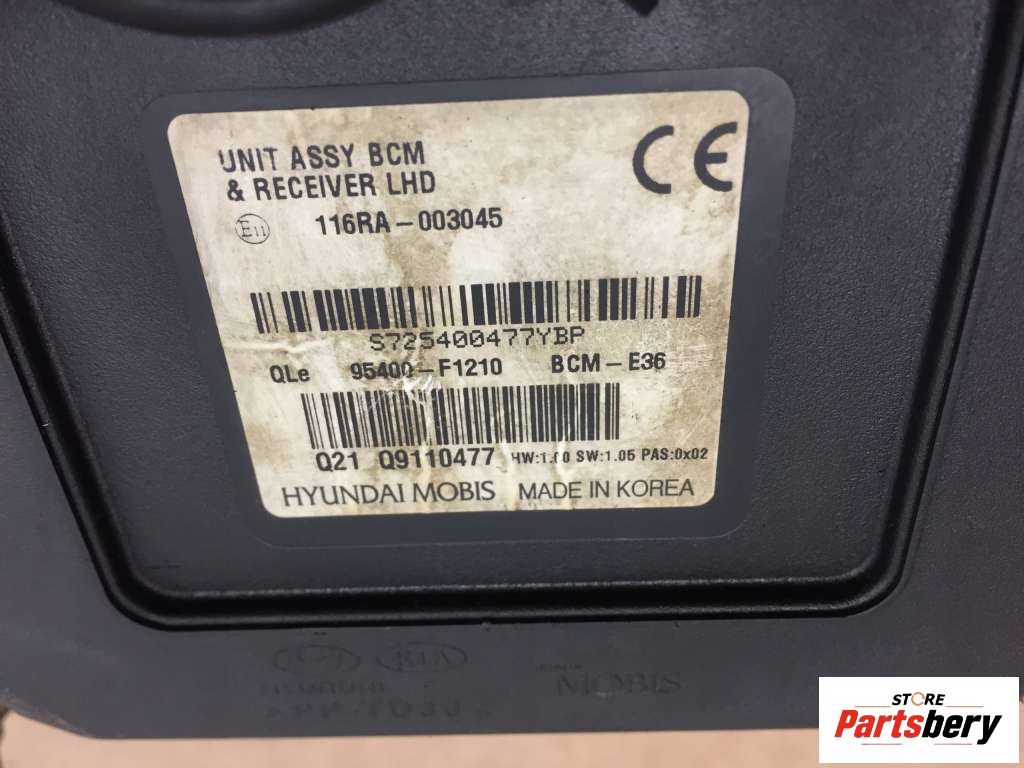 UNIT ASSY BCM
& RECEIVER LHD
CE
E11 116RA-003045
S725400477YBP
QLe 95400-F1210 BCM-E36
Q21 Q9110477 HW:1.00 SW:1.05 PAS:0x02
HYUNDAI MOBIS MADE IN KOREA
KIA
MOBIS
STORE
Partsbery